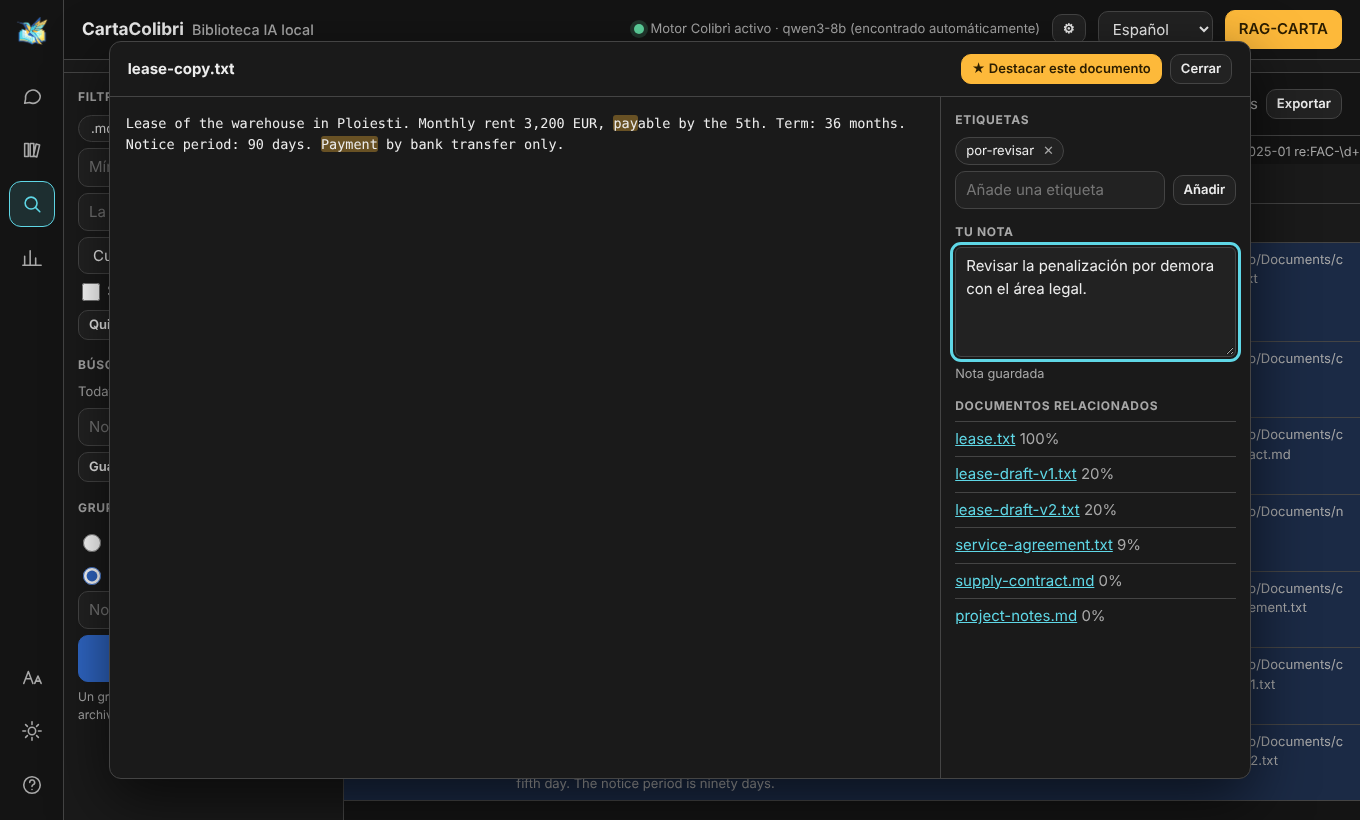 CartaColibri Biblioteca IA local
Motor Colibrì activo · qwen3-8b (encontrado automáticamente)
Español
RAG-CARTA
lease-copy.txt
★ Destacar este documento
Cerrar
Exportar
Lease of the warehouse in Ploiesti. Monthly rent 3,200 EUR, payable by the 5th. Term: 36 months.
Notice period: 90 days. Payment by bank transfer only.
ETIQUETAS
por-revisar ✕
Añade una etiqueta
Añadir
TU NOTA
Revisar la penalización por demora
con el área legal.
Nota guardada
DOCUMENTOS RELACIONADOS
lease.txt 100%
lease-draft-v1.txt 20%
lease-draft-v2.txt 20%
service-agreement.txt 9%
supply-contract.md 0%
project-notes.md 0%
Un
fifth day. The notice period is ninety days.